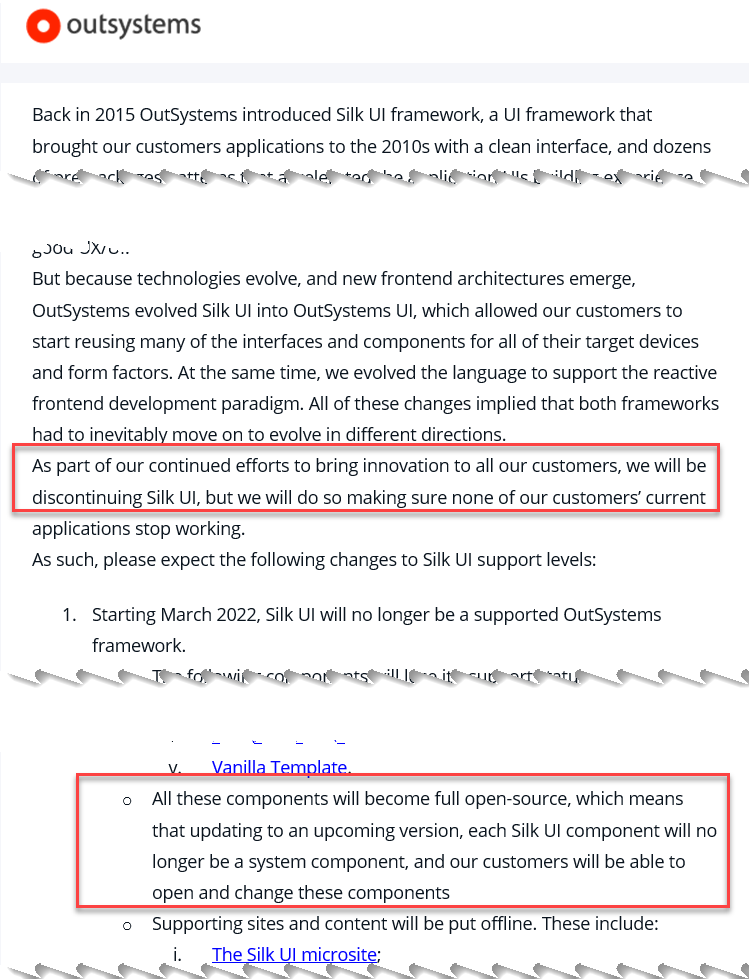 outsystems
Back in 2015 OutSystems introduced Silk UI framework, a UI framework that
brought our customers applications to the 2010s with a clean interface, and dozens
good UX/UI.
But because technologies evolve, and new frontend architectures emerge,
OutSystems evolved Silk UI into OutSystems UI, which allowed our customers to
start reusing many of the interfaces and components for all of their target devices
and form factors. At the same time, we evolved the language to support the reactive
frontend development paradigm. All of these changes implied that both frameworks
had to inevitably move on to evolve in different directions.
As part of our continued efforts to bring innovation to all our customers, we will be
discontinuing Silk UI, but we will do so making sure none of our customers’ current
applications stop working.
As such, please expect the following changes to Silk UI support levels:
1. Starting March 2022, Silk UI will no longer be a supported OutSystems
framework.
v. Vanilla Template.
o All these components will become full open-source, which means
that updating to an upcoming version, each Silk UI component will no
longer be a system component, and our customers will be able to
open and change these components
o Supporting sites and content will be put offline. These include:
i. The Silk UI microsite;